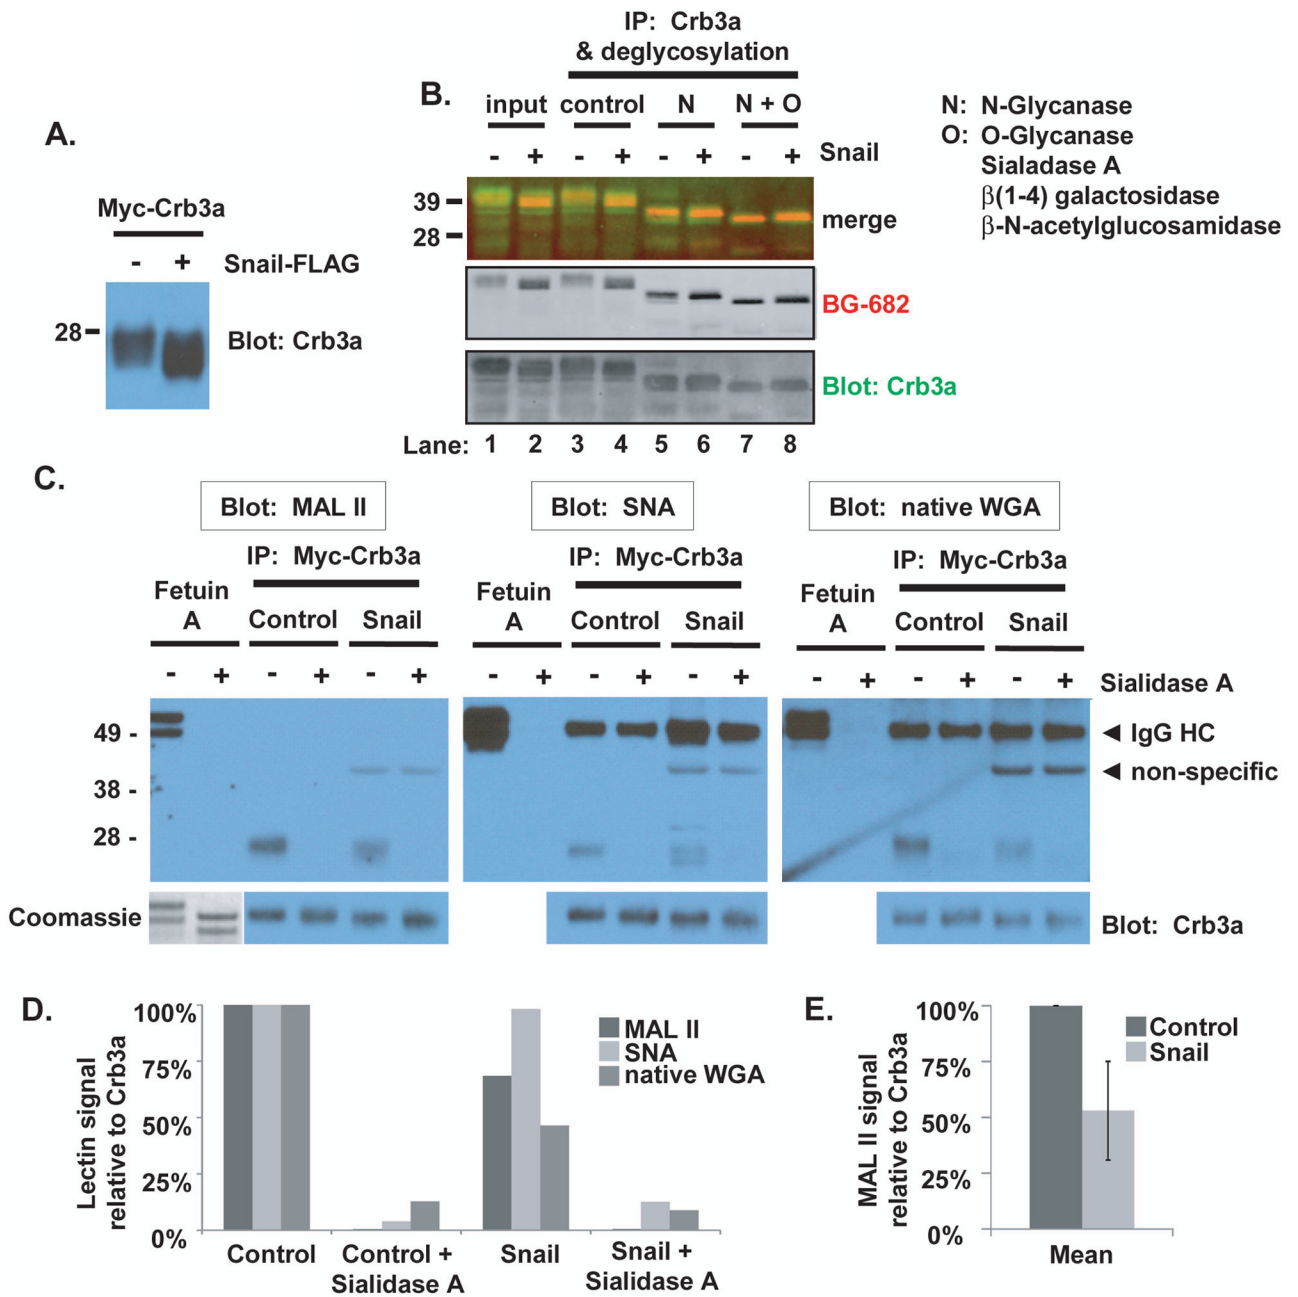 A.
Myc-Crb3a
- + Snail-FLAG
28
Blot: Crb3a
B.
IP: Crb3a
& deglycosylation
input control N N + O
- + - + - + - + Snail
39
28
merge
BG-682
Blot: Crb3a
Lane: 1 2 3 4 5 6 7 8
N: N-Glycanase
O: O-Glycanase
Sialadase A
β(1-4) galactosidase
β-N-acetylglucosamidase
C.
Blot: MAL II
IP: Myc-Crb3a
Fetuin
A Control Snail
- + - + - +
49 -
38 -
28 -
Coomassie
Blot: SNA
IP: Myc-Crb3a
Fetuin
A Control Snail
- + - + - +
Blot: native WGA
IP: Myc-Crb3a
Fetuin
A Control Snail
- + - + - + Sialidase A
◄ IgG HC
◄ non-specific
Blot: Crb3a
D.
Lectin signal
relative to Crb3a
100%
75%
50%
25%
0%
MAL II
SNA
native WGA
Control
Control +
Sialidase A
Snail
Snail +
Sialidase A
E.
MAL II signal
relative to Crb3a
100%
75%
50%
25%
0%
Control
Snail
Mean